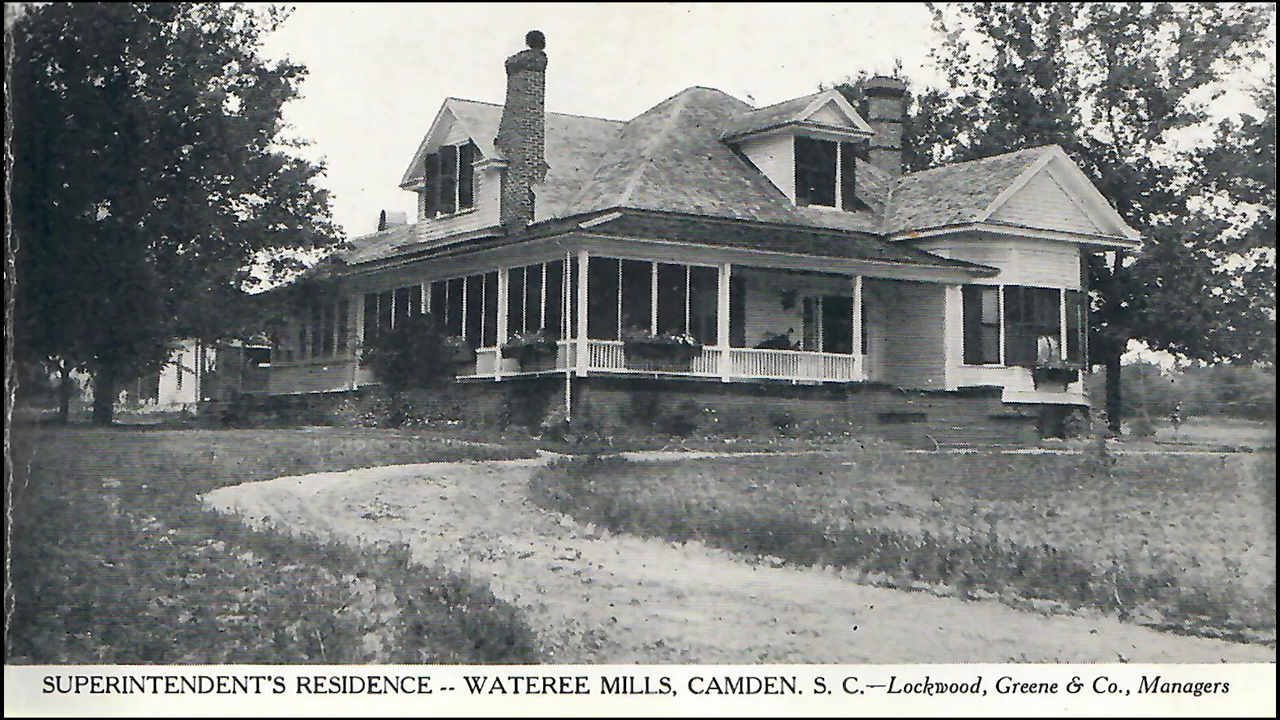 SUPERINTENDENT'S RESIDENCE -- WATEREE MILLS, CAMDEN. S. C.—Lockwood, Greene & Co., Managers